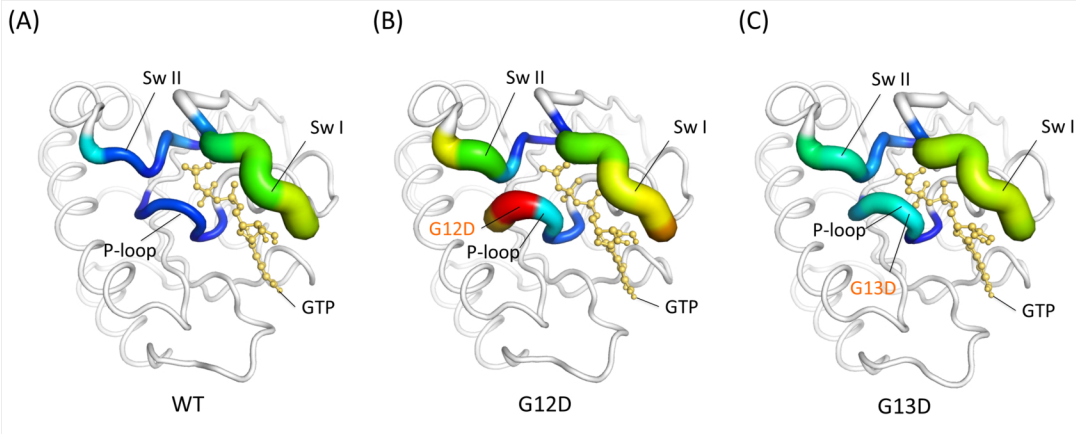 (A)
Sw II
Sw I
P-loop
GTP
WT
(B)
Sw II
Sw I
G12D
P-loop
GTP
G12D
(C)
Sw II
Sw I
P-loop
G13D
GTP
G13D